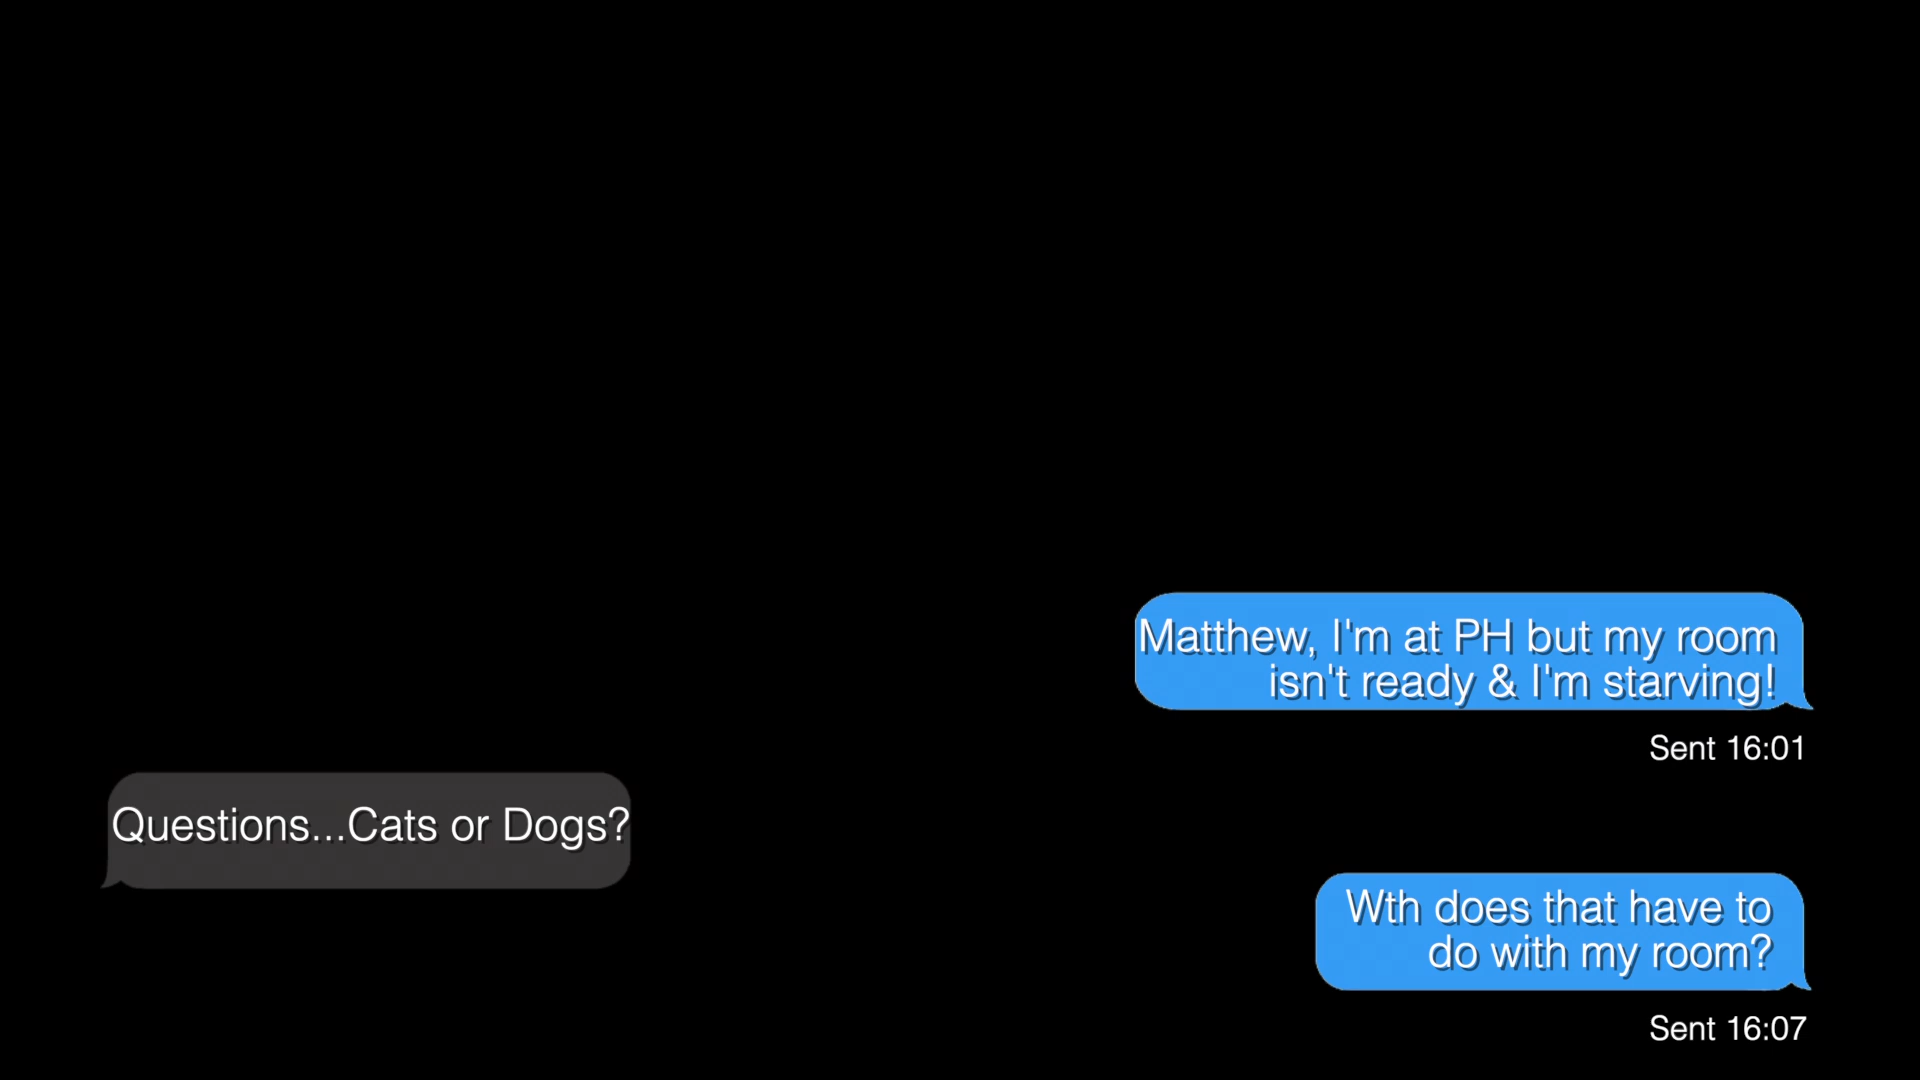 Matthew, I'm at PH but my room
isn't ready & I'm starving!
Sent 16:01
Questions...Cats or Dogs?
Wth does that have to
do with my room?
Sent 16:07